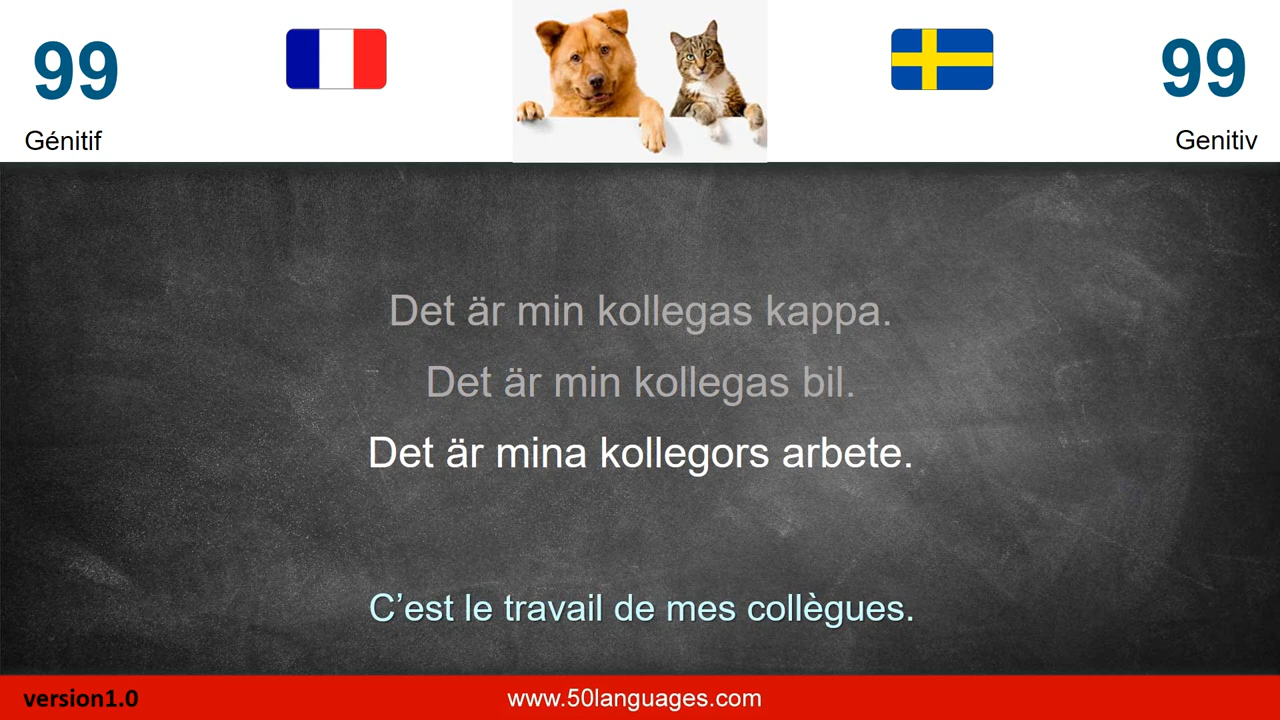 99
99
Génitif
Genitiv
Det är min kollegas kappa.
Det är min kollegas bil.
Det är mina kollegors arbete.
C’est le travail de mes collègues.
version1.0
www.50languages.com